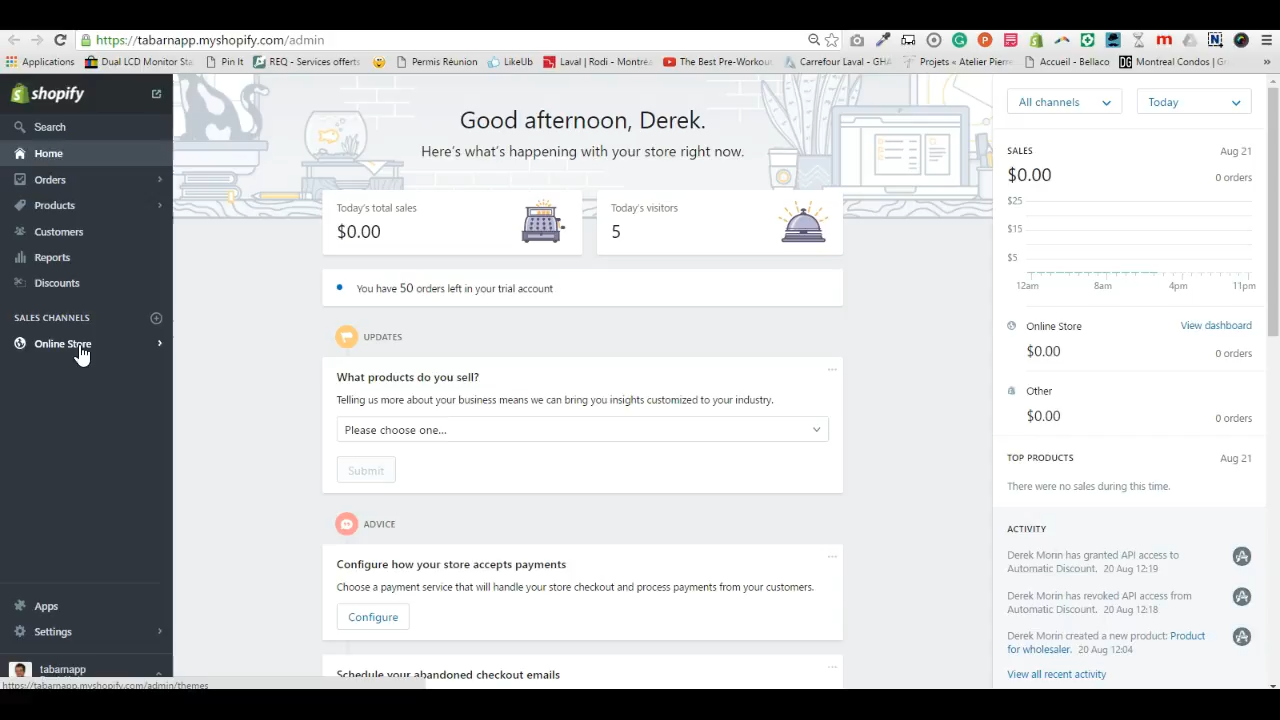 https://tabarnapp.myshopify.com/admin
Applications
Dual LCD Monitor Sta
Pin It
REQ - Services offerts
Permis Réunion
LikeUb
Laval | Rodi - Montre
The Best Pre-Workou
Carrefour Laval - GHA
Projets « Atelier Pierre
Accueil - Bellaco
DG Montreal Condos | Gr
»
shopify
Search
Home
Orders
Products
Customers
Reports
Discounts
SALES CHANNELS
Online Store
Apps
Settings
tabarnapp
https://tabarnapp.myshopify.com/admin/themes
Good afternoon, Derek.
Here's what's happening with your store right now.
Today's total sales
$0.00
Today's visitors
5
You have 50 orders left in your trial account
UPDATES
What products do you sell?
Telling us more about your business means we can bring you insights customized to your industry.
Please choose one...
Submit
ADVICE
Configure how your store accepts payments
Choose a payment service that will handle your store checkout and process payments from your customers.
Configure
Schedule your abandoned checkout emails
All channels
Today
SALES
Aug 21
$0.00
0 orders
$25
$15
$5
12am
8am
4pm
11pm
Online Store
View dashboard
$0.00
0 orders
Other
$0.00
0 orders
TOP PRODUCTS
Aug 21
There were no sales during this time.
ACTIVITY
Derek Morin has granted API access to
Automatic Discount. 20 Aug 12:19
Derek Morin has revoked API access from
Automatic Discount. 20 Aug 12:18
Derek Morin created a new product: Product
for wholesaler. 20 Aug 12:04
View all recent activity